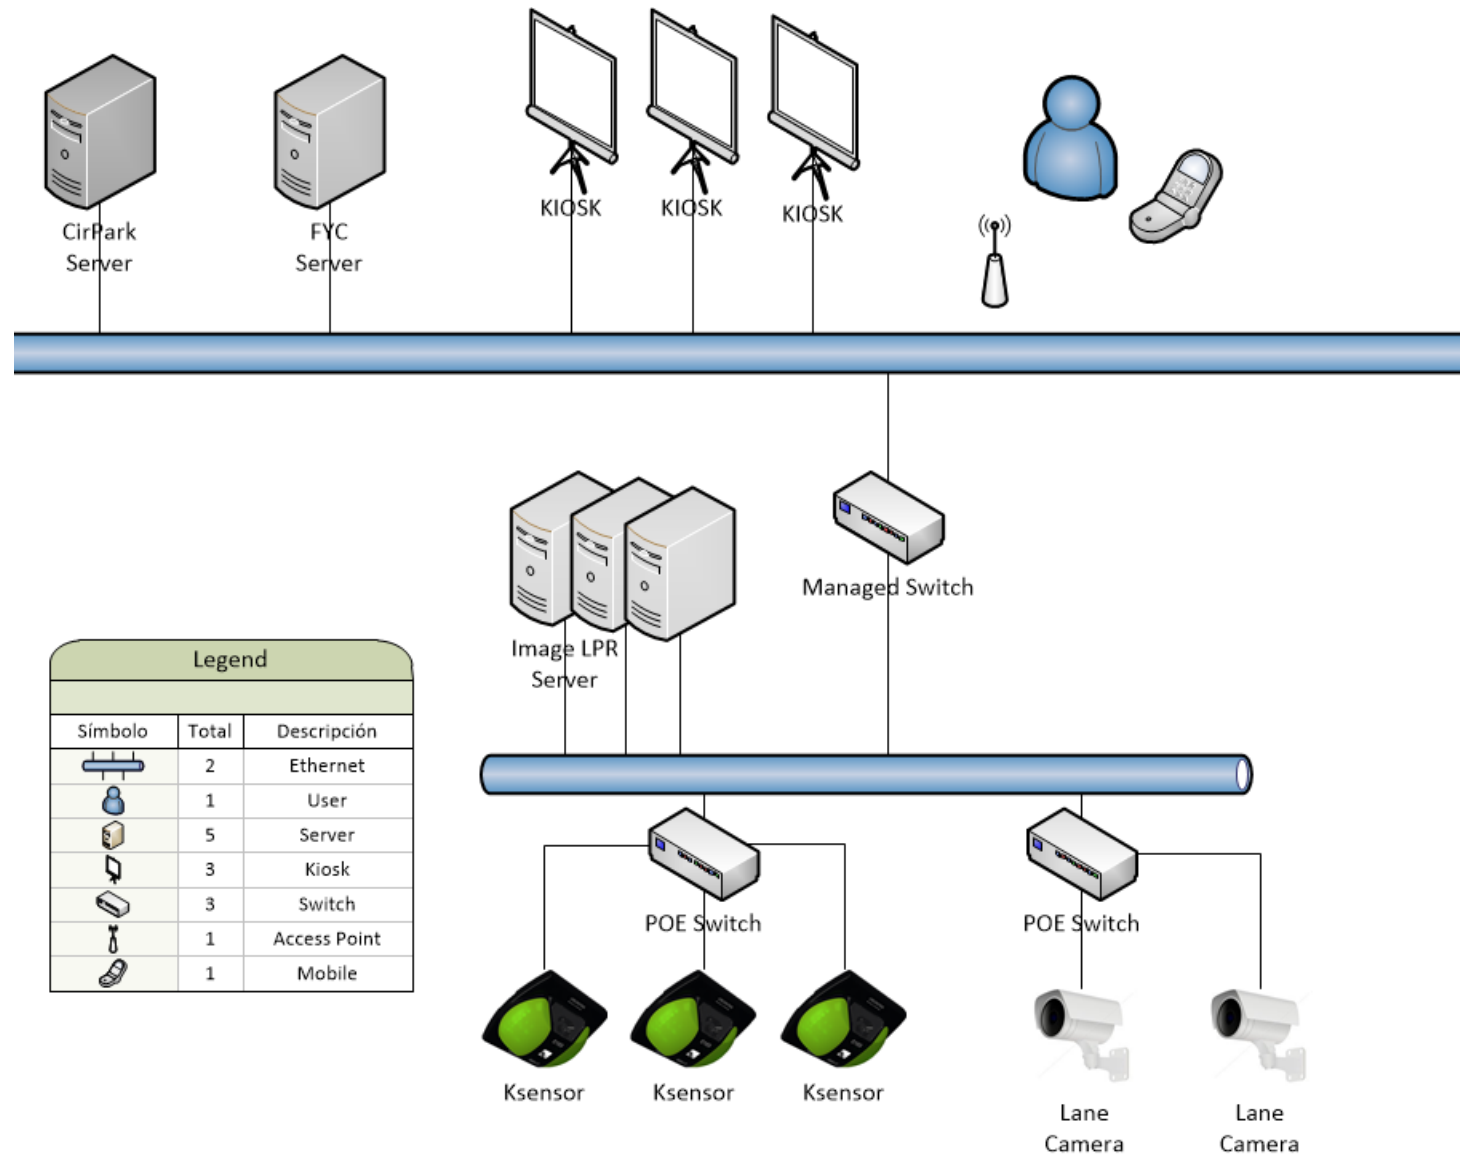 KIOSK
KIOSK
KIOSK
CirPark
Server
FYC
Server
Managed Switch
Image LPR
Server
Legend
Símbolo Total Descripción
2 Ethernet
1 User
5 Server
3 Kiosk
3 Switch
1 Access Point
1 Mobile
POE Switch
POE Switch
Ksensor
Ksensor
Ksensor
Lane
Camera
Lane
Camera